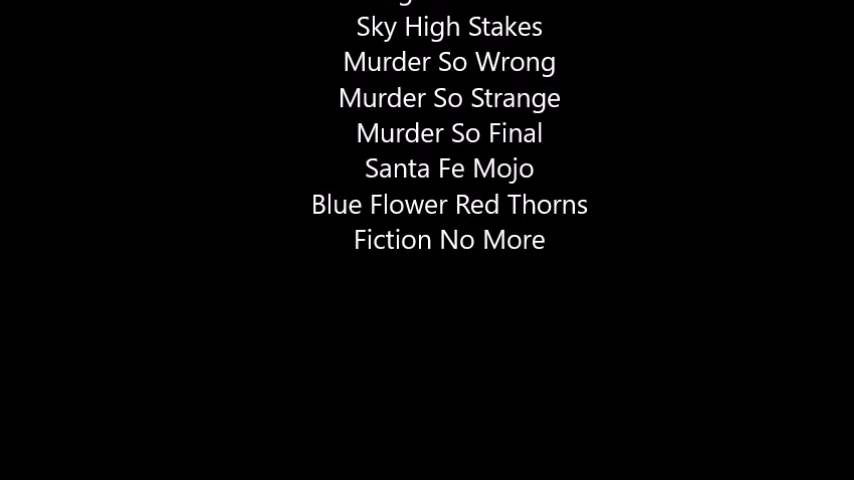 Sky High Stakes
Murder So Wrong
Murder So Strange
Murder So Final
Santa Fe Mojo
Blue Flower Red Thorns
Fiction No More